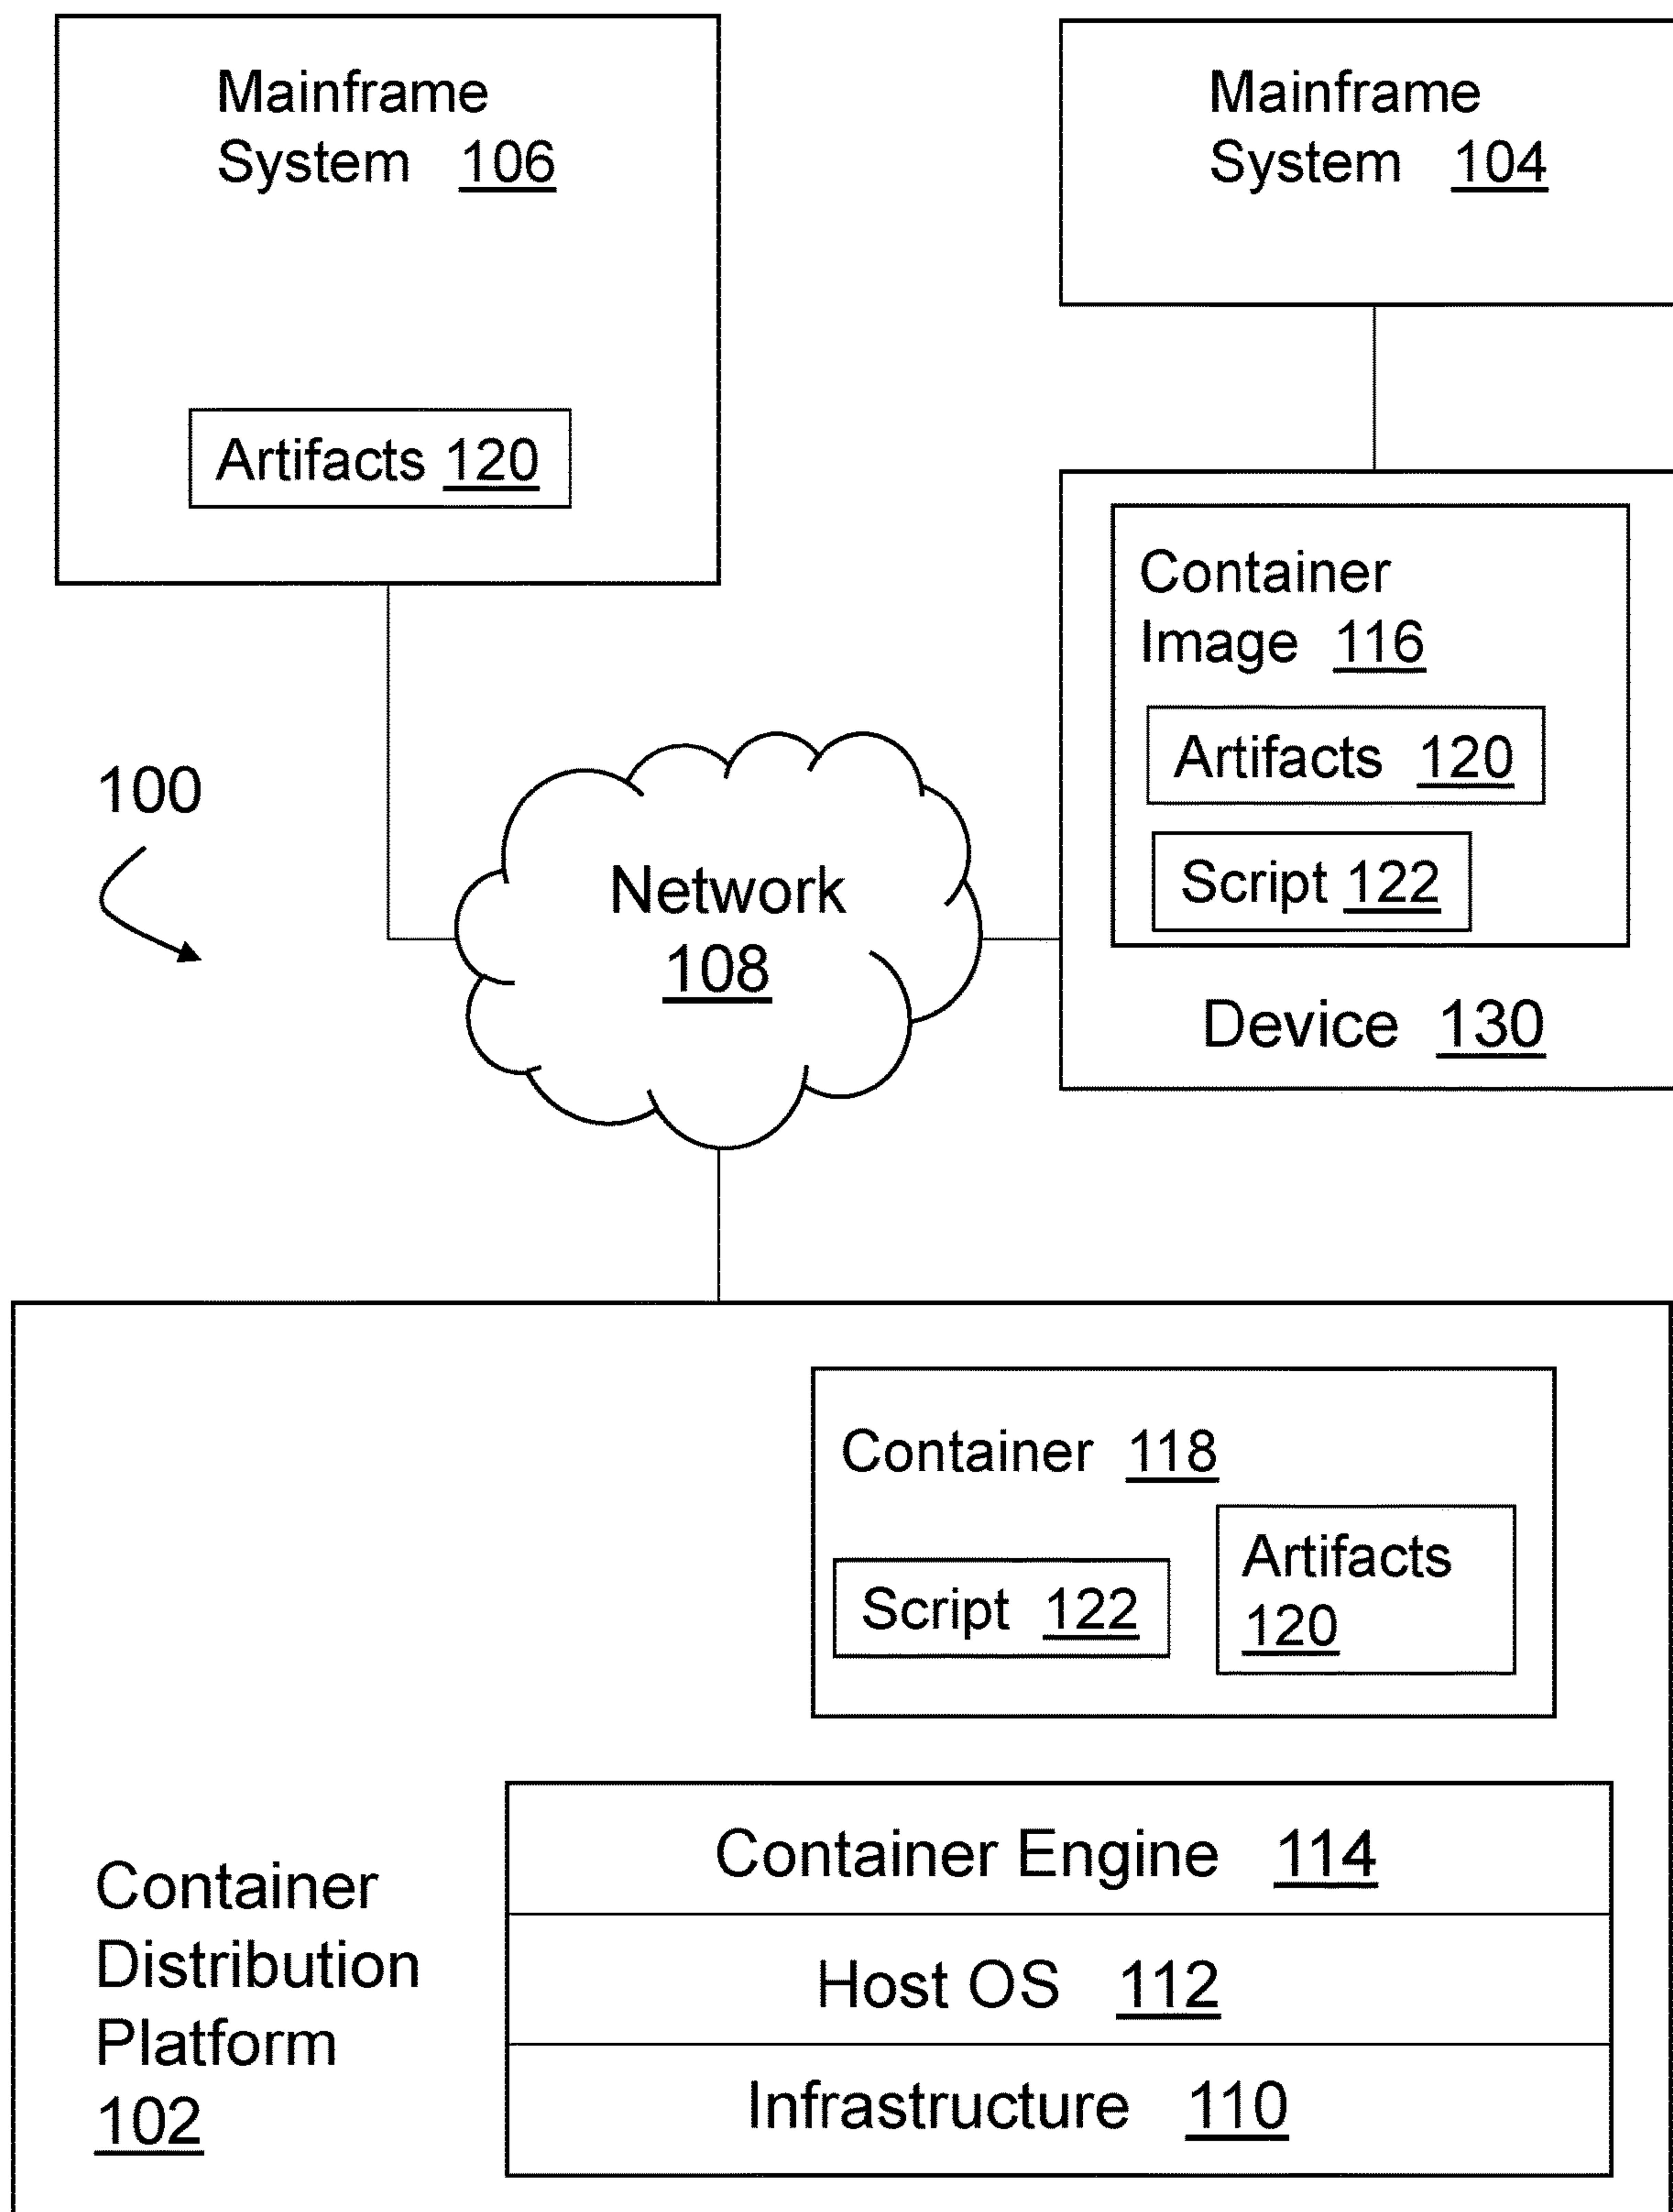 Mainframe
System 106
Artifacts 120
Mainframe
System 104
Container
Image 116
Artifacts 120
Script 122
Device 130
100
Network
108
Container 118
Script 122
Artifacts
120
Container Engine 114
Host OS 112
Infrastructure 110
Container
Distribution
Platform
102